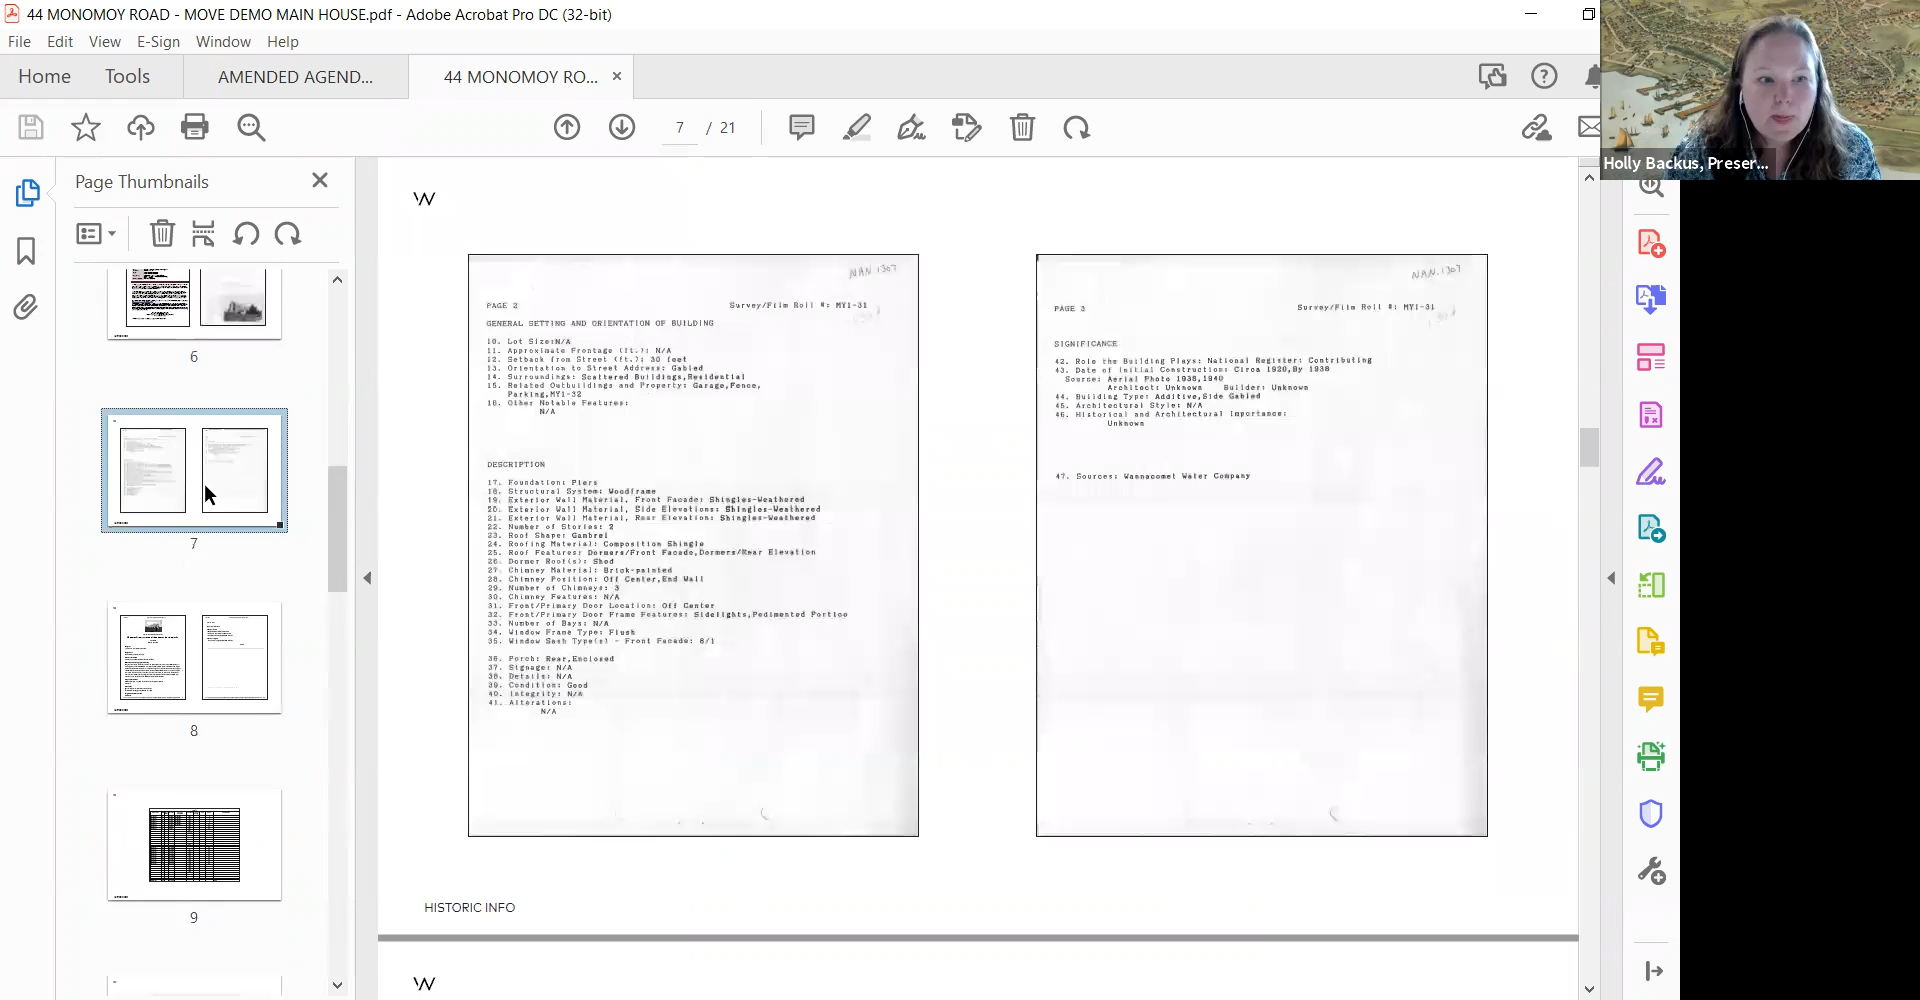 44 MONOMOY ROAD - MOVE DEMO MAIN HOUSE.pdf - Adobe Acrobat Pro DC (32-bit)
File Edit View E-Sign Window Help
Home Tools AMENDED AGEND... 44 MONOMOY RO...
7 / 21
Holly Backus, Preser...
Page Thumbnails
6
7
8
9
W
NAN 1307
PAGE 2 Survey/Film Roll #: MY1-31
GENERAL SETTING AND ORIENTATION OF BUILDING
10. Lot Size:N/A
11. Approximate Frontage (ft.): N/A
12. Setback from Street (ft.): 30 feet
13. Orientation to Street Address: Gabled
14. Surroundings: Scattered Buildings,Residential
15. Related Outbuildings and Property: Garage,Fence,
Parking,MY1-32
16. Other Notable Features:
N/A
DESCRIPTION
17. Foundation: Piers
18. Structural System: Woodframe
19. Exterior Wall Material, Front Facade: Shingles-Weathered
20. Exterior Wall Material, Side Elevations: Shingles-Weathered
21. Exterior Wall Material, Rear Elevation: Shingles-Weathered
22. Number of Stories: 2
23. Roof Shape: Gambrel
24. Roofing Material: Composition Shingle
25. Roof Features: Dormers/Front Facade,Dormers/Rear Elevation
26. Dormer Roof(s): Shed
27. Chimney Material: Brick-painted
28. Chimney Position: Off Center,End Wall
29. Number of Chimneys: 3
30. Chimney Features: N/A
31. Front/Primary Door Location: Off Center
32. Front/Primary Door Frame Features: Sidelights,Pedimented Portico
33. Number of Bays: N/A
34. Window Frame Type: Flush
35. Window Sash Type(s) - Front Facade: 6/1
36. Porch: Rear,Enclosed
37. Signage: N/A
38. Details: N/A
39. Condition: Good
40. Integrity: N/A
41. Alterations:
N/A
NAN.1307
PAGE 3 Survey/Film Roll #: MY1-31
SIGNIFICANCE
42. Role the Building Plays: National Register: Contributing
43. Date of Initial Construction: Circa 1920,By 1938
Source: Aerial Photo 1938,1940
Architect: Unknown Builder: Unknown
44. Building Type: Additive,Side Gabled
45. Architectural Style: N/A
46. Historical and Architectural Importance:
Unknown
47. Sources: Wannacomet Water Company
HISTORIC INFO
W